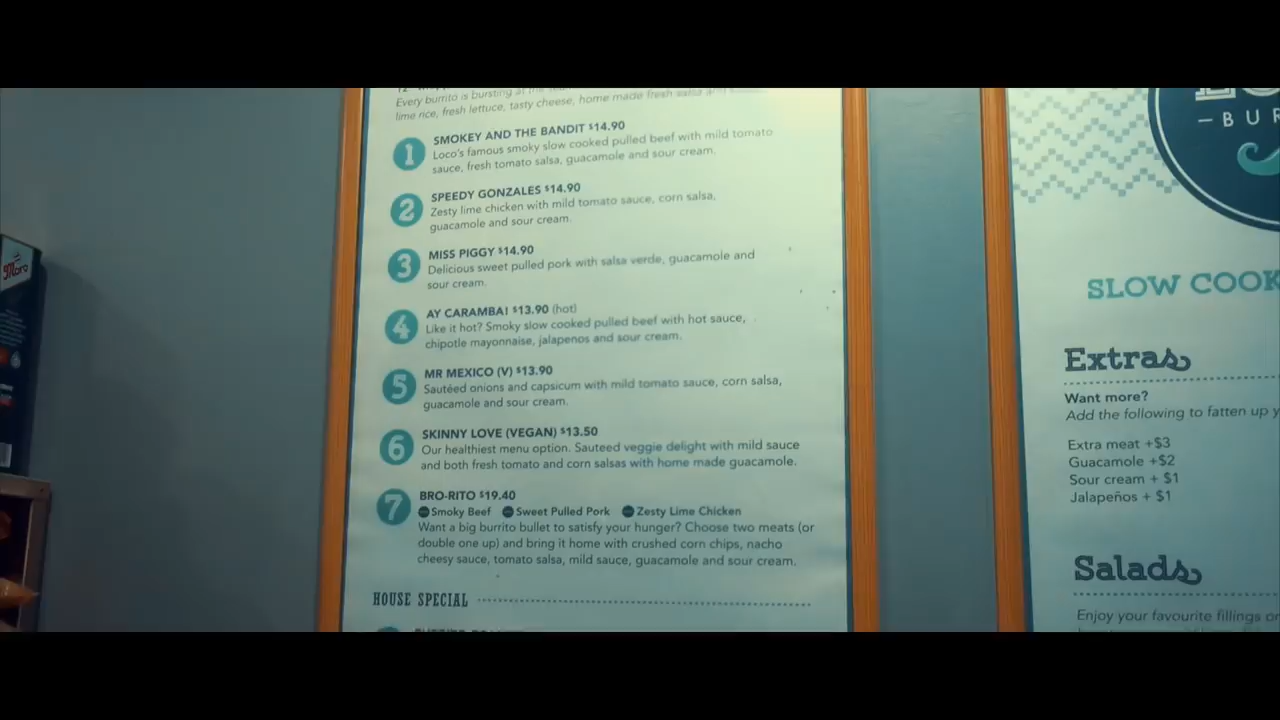 Every burrito is bursting at the
lime rice, fresh lettuce, tasty cheese, home made fresh salsa and
1 SMOKEY AND THE BANDIT $14.90
Loco's famous smoky slow cooked pulled beef with mild tomato
sauce, fresh tomato salsa, guacamole and sour cream.
2 SPEEDY GONZALES $14.90
Zesty lime chicken with mild tomato sauce, corn salsa,
guacamole and sour cream.
3 MISS PIGGY $14.90
Delicious sweet pulled pork with salsa verde, guacamole and
sour cream.
4 AY CARAMBA! $13.90 (hot)
Like it hot? Smoky slow cooked pulled beef with hot sauce,
chipotle mayonnaise, jalapenos and sour cream.
5 MR MEXICO (V) $13.90
Sautéed onions and capsicum with mild tomato sauce, corn salsa,
guacamole and sour cream.
6 SKINNY LOVE (VEGAN) $13.50
Our healthiest menu option. Sauteed veggie delight with mild sauce
and both fresh tomato and corn salsas with home made guacamole.
7 BRO-RITO $19.40
Smoky Beef Sweet Pulled Pork Zesty Lime Chicken
Want a big burrito bullet to satisfy your hunger? Choose two meats (or
double one up) and bring it home with crushed corn chips, nacho
cheesy sauce, tomato salsa, mild sauce, guacamole and sour cream.
HOUSE SPECIAL
BUR
SLOW COOK
Extras
Want more?
Add the following to fatten up y
Extra meat +$3
Guacamole +$2
Sour cream + $1
Jalapeños + $1
Salads
Enjoy your favourite fillings or
Moro